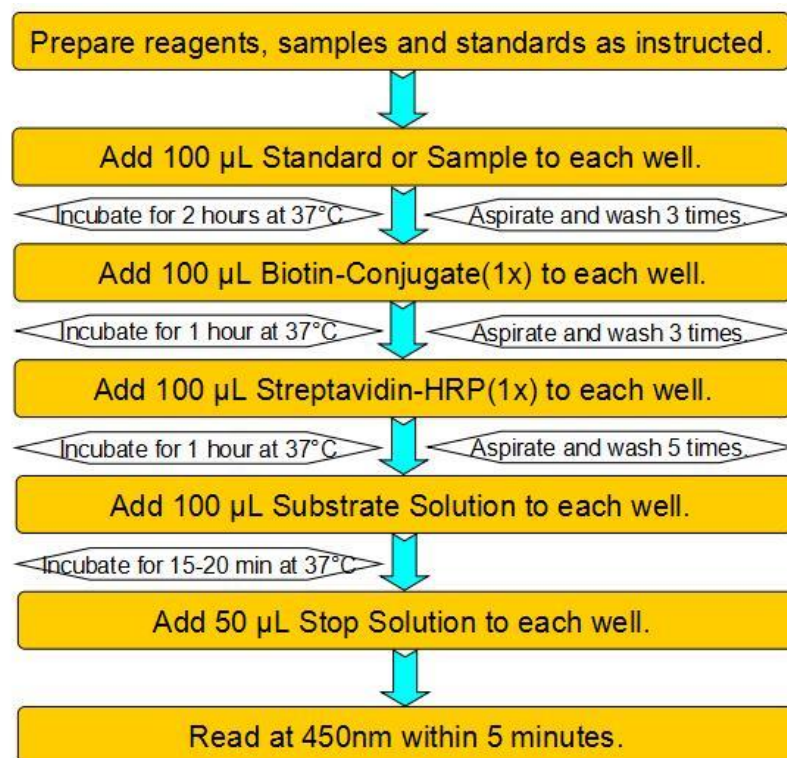 Prepare reagents, samples and standards as instructed.
Add 100 µL Standard or Sample to each well.
Incubate for 2 hours at 37°C
Aspirate and wash 3 times.
Add 100 µL Biotin-Conjugate(1x) to each well.
Incubate for 1 hour at 37°C
Aspirate and wash 3 times.
Add 100 µL Streptavidin-HRP(1x) to each well.
Incubate for 1 hour at 37°C
Aspirate and wash 5 times.
Add 100 µL Substrate Solution to each well.
Incubate for 15-20 min at 37°C
Add 50 µL Stop Solution to each well.
Read at 450nm within 5 minutes.